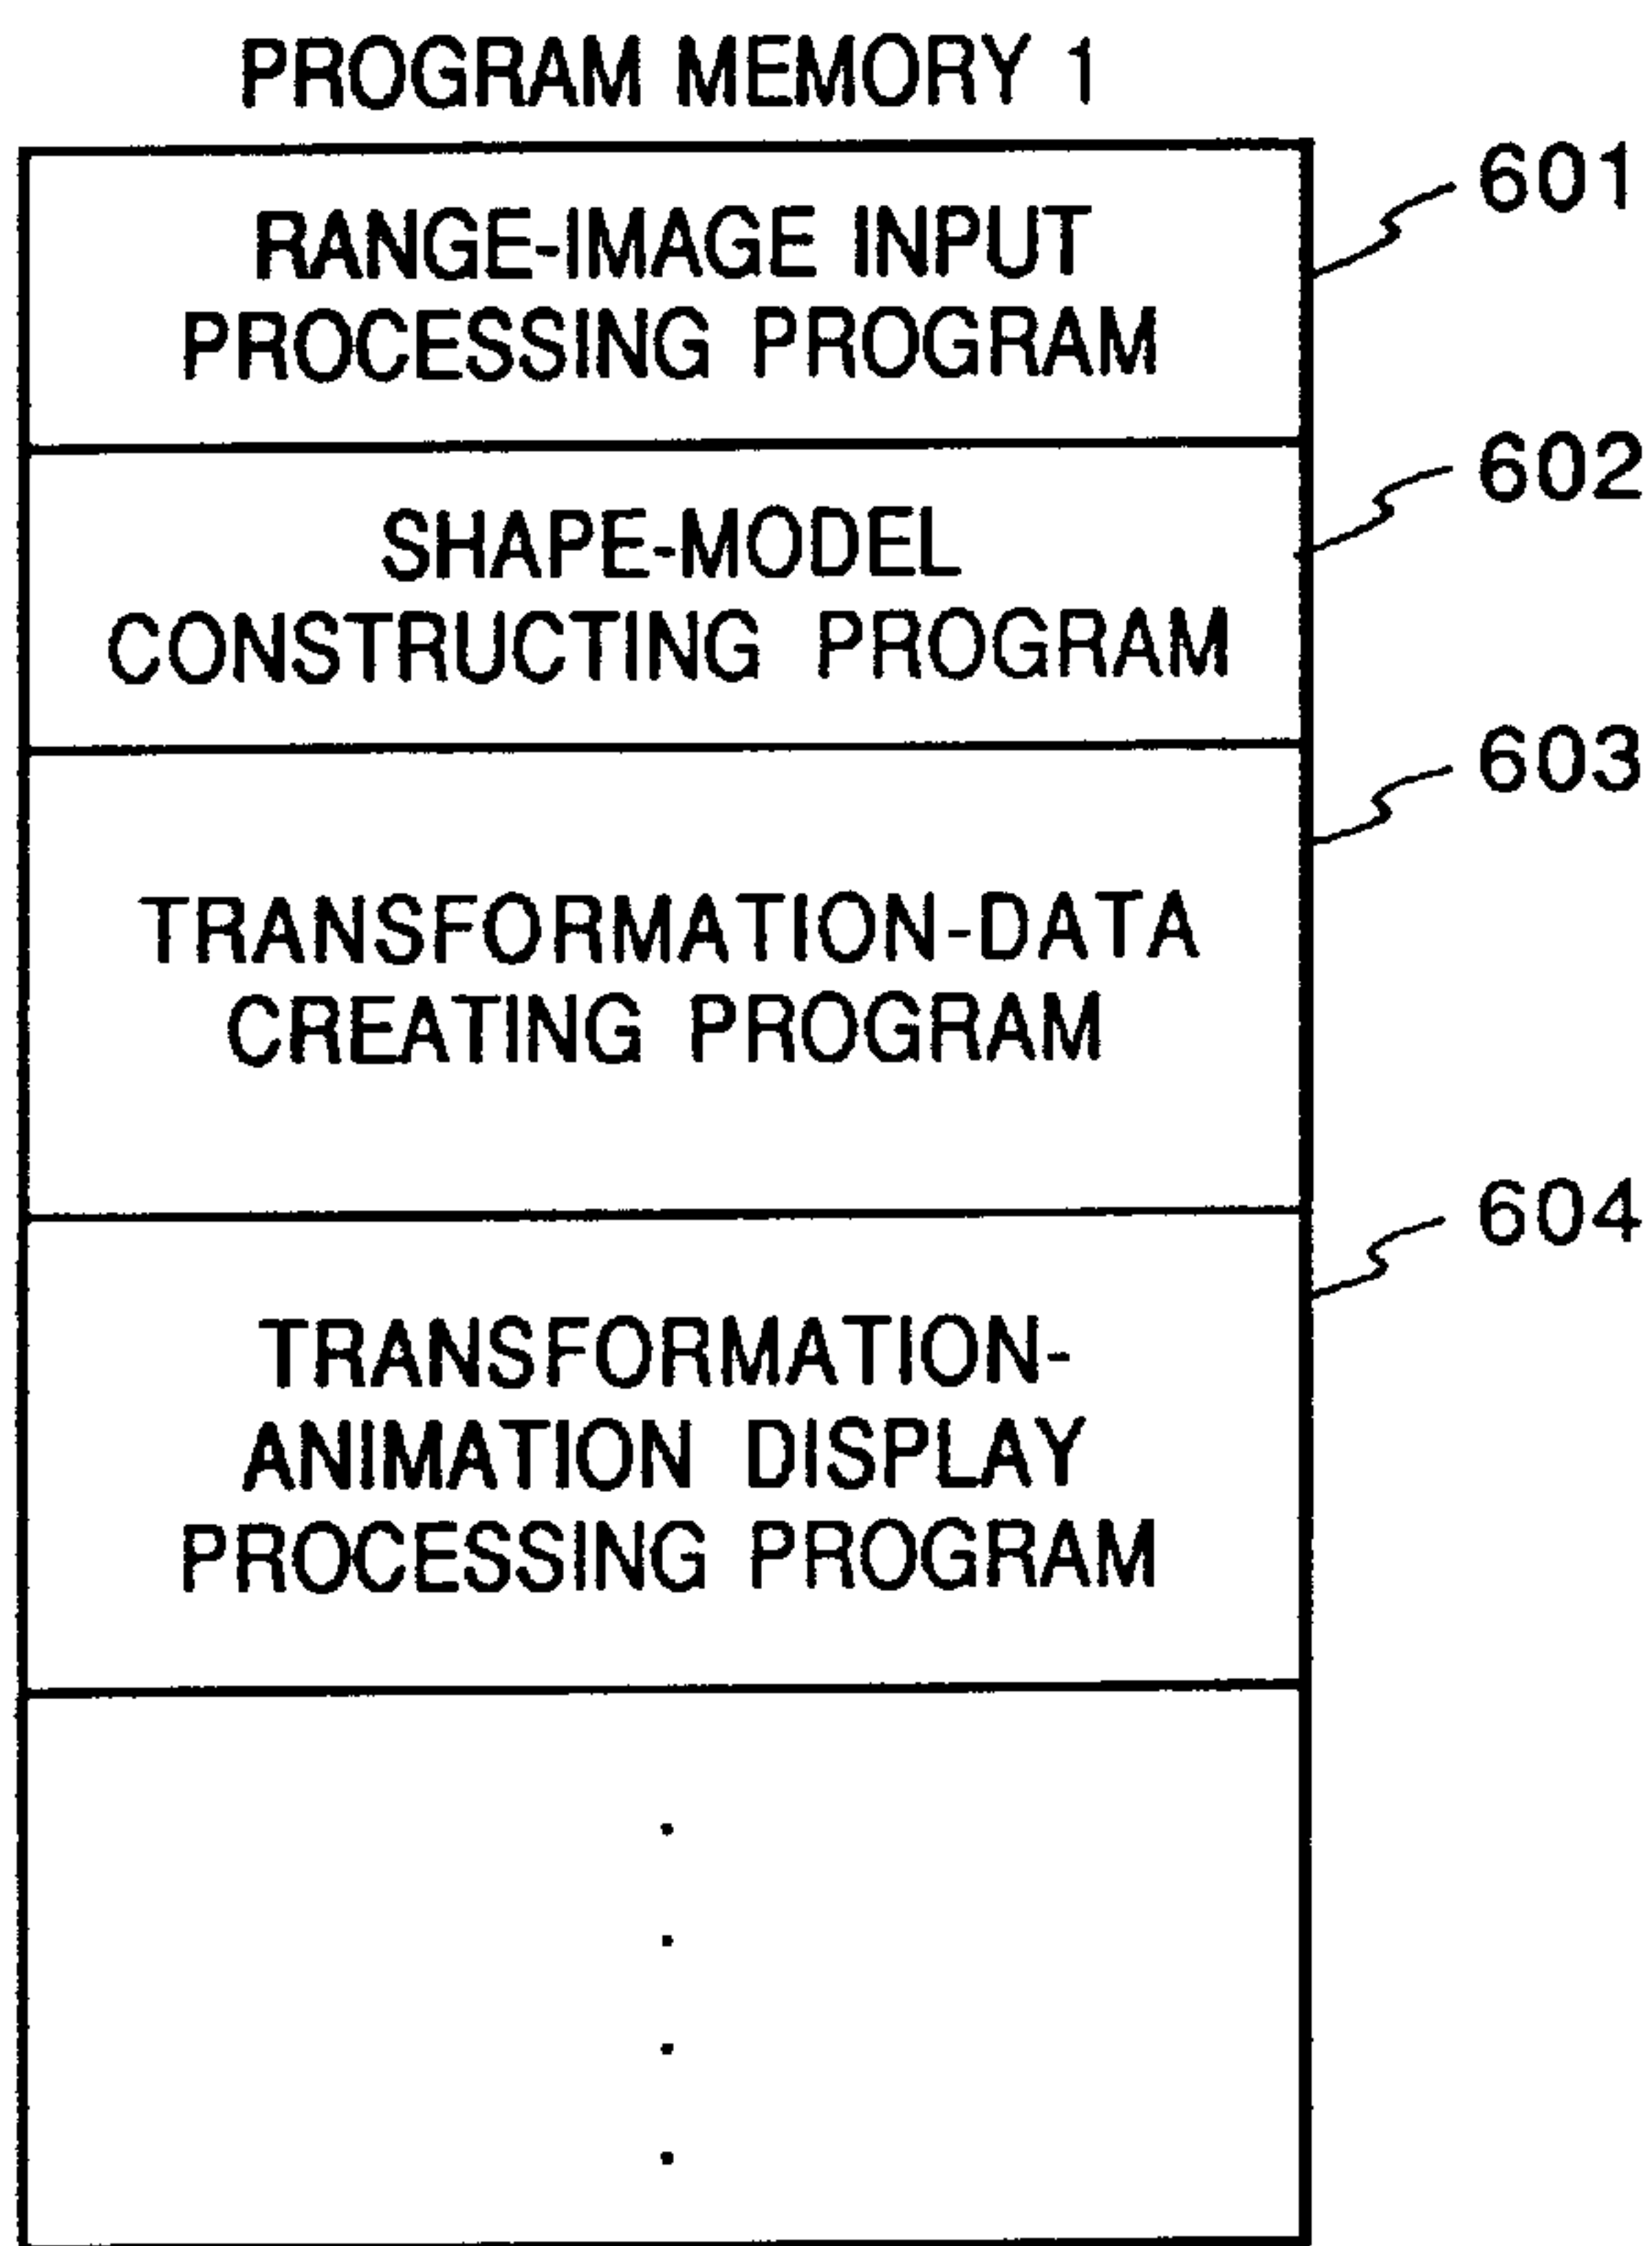 PROGRAM MEMORY 1
601
RANGE-IMAGE INPUT
PROCESSING PROGRAM
602
SHAPE-MODEL
CONSTRUCTING PROGRAM
603
TRANSFORMATION-DATA
CREATING PROGRAM
604
TRANSFORMATION-
ANIMATION DISPLAY
PROCESSING PROGRAM